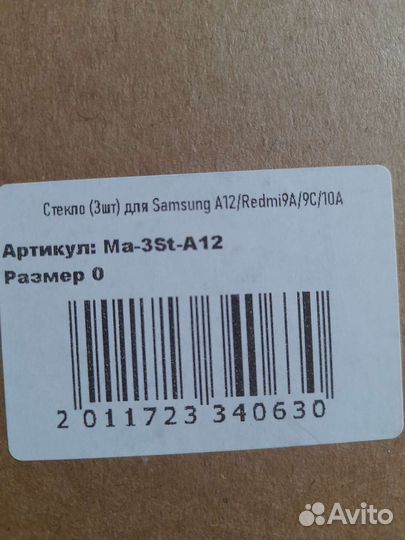 Стекло (3шт) для Samsung A12/Redmi9A/9C/10A
Артикул: Ma-3St-A12
Размер 0
2 011723 340630
Avito